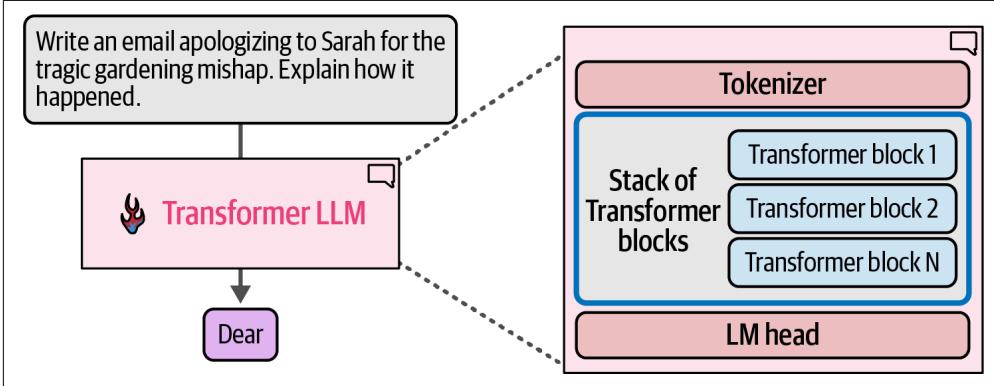 Write an email apologizing to Sarah for the
tragic gardening mishap. Explain how it
happened.
Transformer LLM
Dear
Tokenizer
Stack of
Transformer
blocks
Transformer block 1
Transformer block 2
Transformer block N
LM head